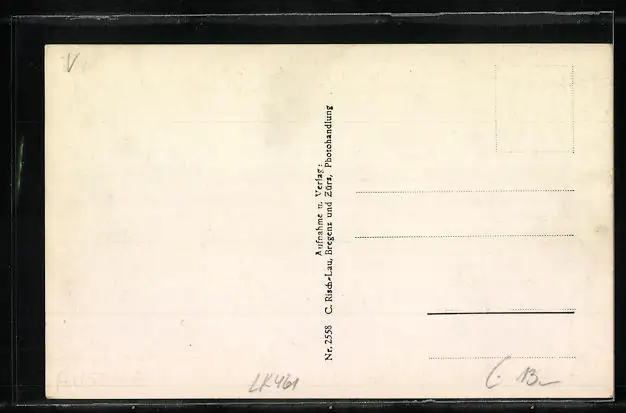 V
Aufnahme u. Verlag:
Nr. 2558 C. Risch-Lau, Bregenz und Zürs, Photohandlung
LK461
13.-